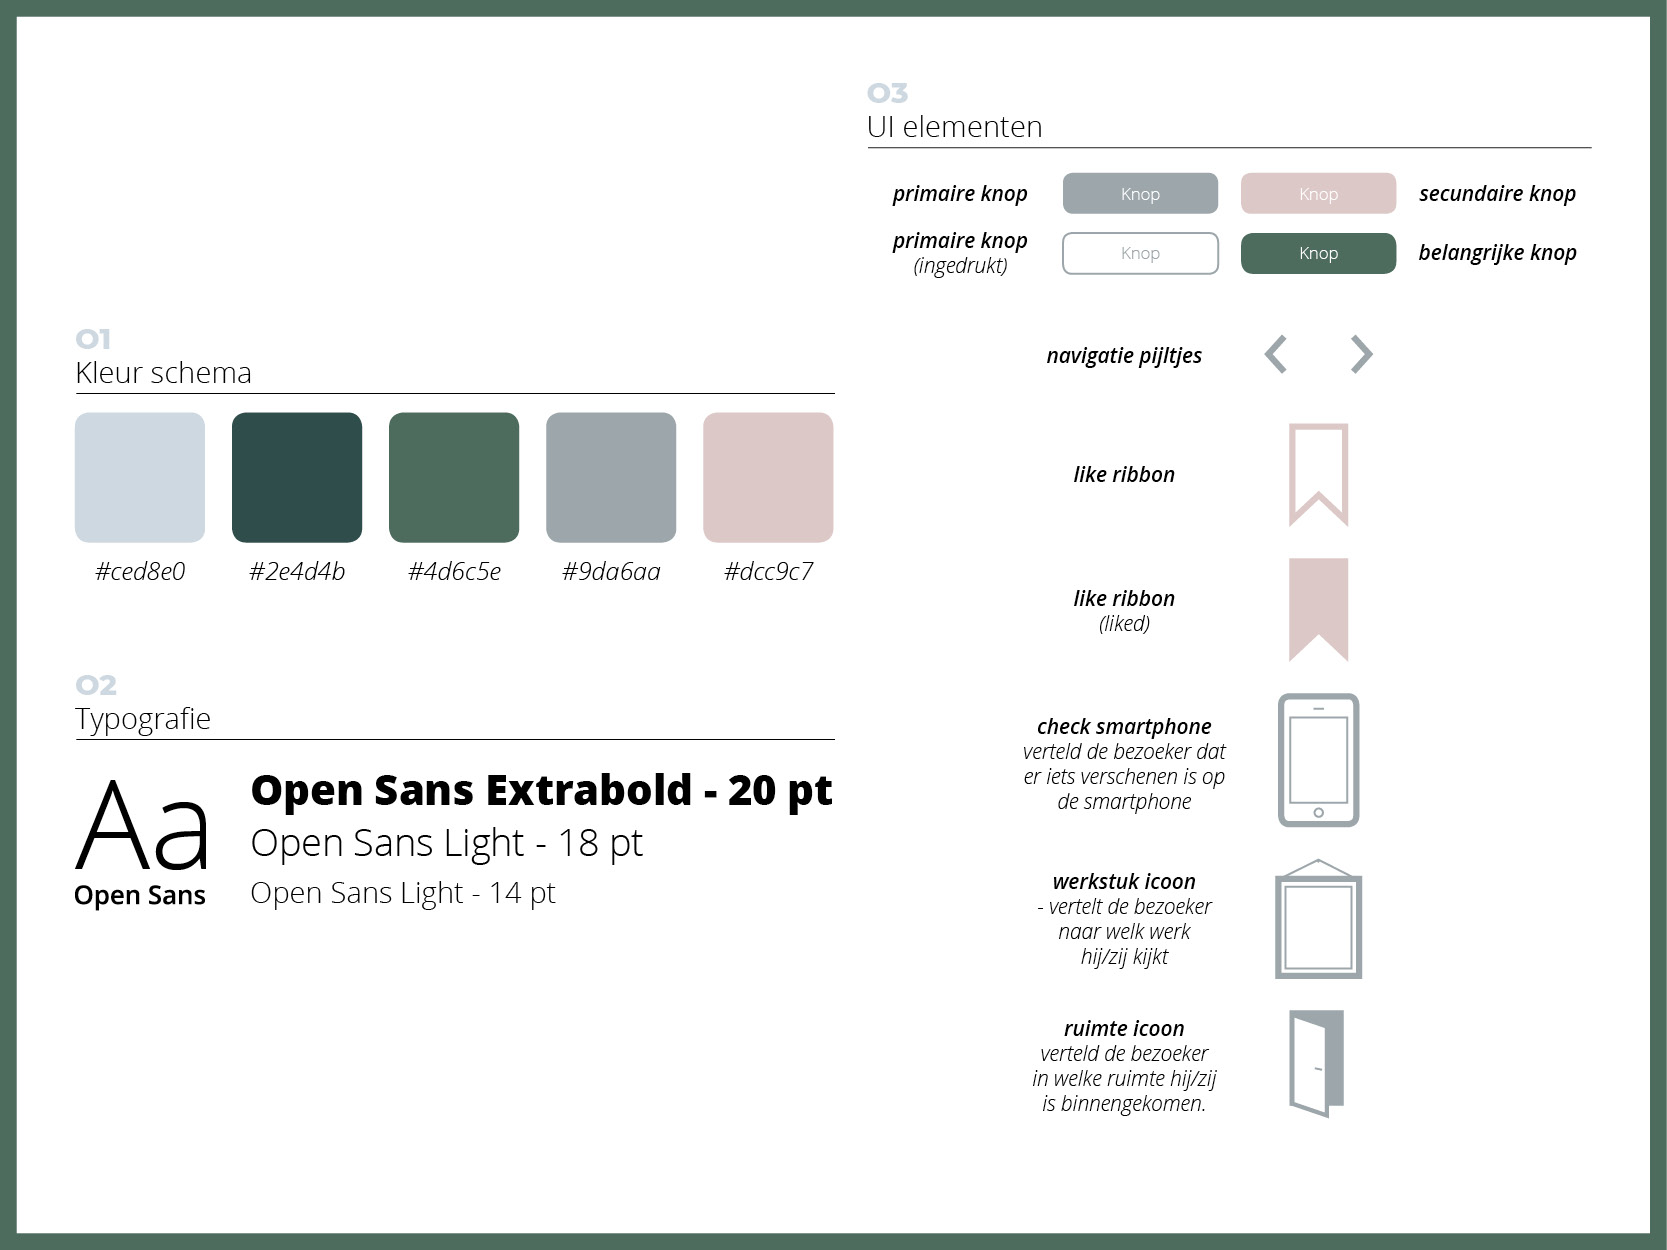 01
Kleur schema
#ced8e0 #2e4d4b #4d6c5e #9da6aa #dcc9c7
02
Typografie
Aa
Open Sans
Open Sans Extrabold - 20 pt
Open Sans Light - 18 pt
Open Sans Light - 14 pt
03
UI elementen
primaire knop Knop Knop secundaire knop
primaire knop
(ingedrukt)
Knop Knop belangrijke knop
navigatie pijltjes
like ribbon
like ribbon
(liked)
check smartphone
verteld de bezoeker dat
er iets verschenen is op
de smartphone
werkstuk icoon
- vertelt de bezoeker
naar welk werk
hij/zij kijkt
ruimte icoon
verteld de bezoeker
in welke ruimte hij/zij
is binnengekomen.